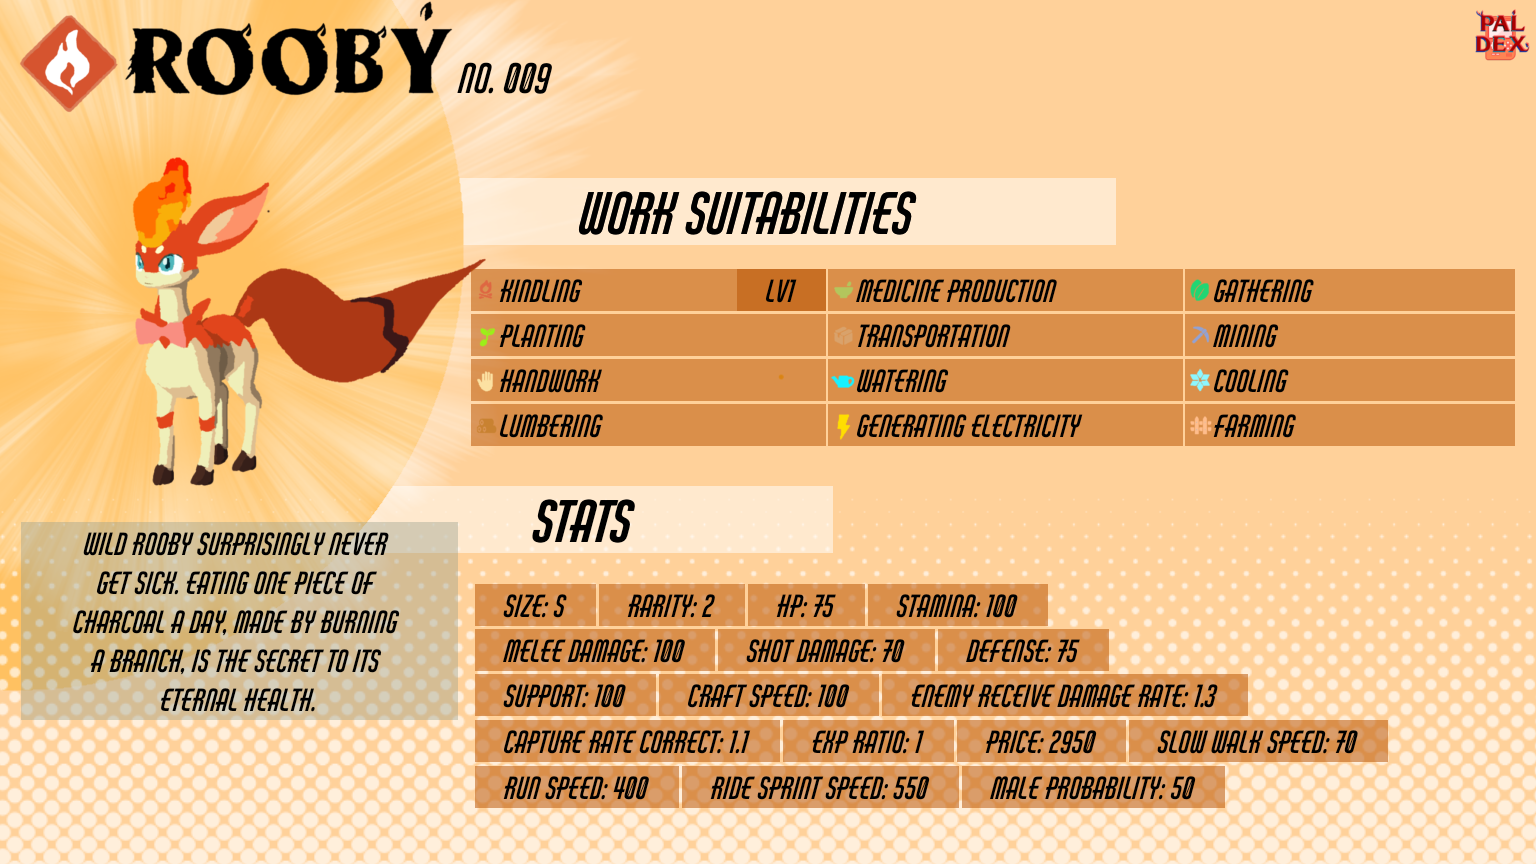 ROOBY NO. 009
PAL
DEX
WORK SUITABILITIES
KINDLING LV1 MEDICINE PRODUCTION GATHERING
PLANTING TRANSPORTATION MINING
HANDWORK WATERING COOLING
LUMBERING GENERATING ELECTRICITY FARMING
WILD ROOBY SURPRISINGLY NEVER
GET SICK. EATING ONE PIECE OF
CHARCOAL A DAY, MADE BY BURNING
A BRANCH, IS THE SECRET TO ITS
ETERNAL HEALTH.
STATS
SIZE: S RARITY: 2 HP: 75 STAMINA: 100
MELEE DAMAGE: 100 SHOT DAMAGE: 70 DEFENSE: 75
SUPPORT: 100 CRAFT SPEED: 100 ENEMY RECEIVE DAMAGE RATE: 1.3
CAPTURE RATE CORRECT: 1.1 EXP RATIO: 1 PRICE: 2950 SLOW WALK SPEED: 70
RUN SPEED: 400 RIDE SPRINT SPEED: 550 MALE PROBABILITY: 50